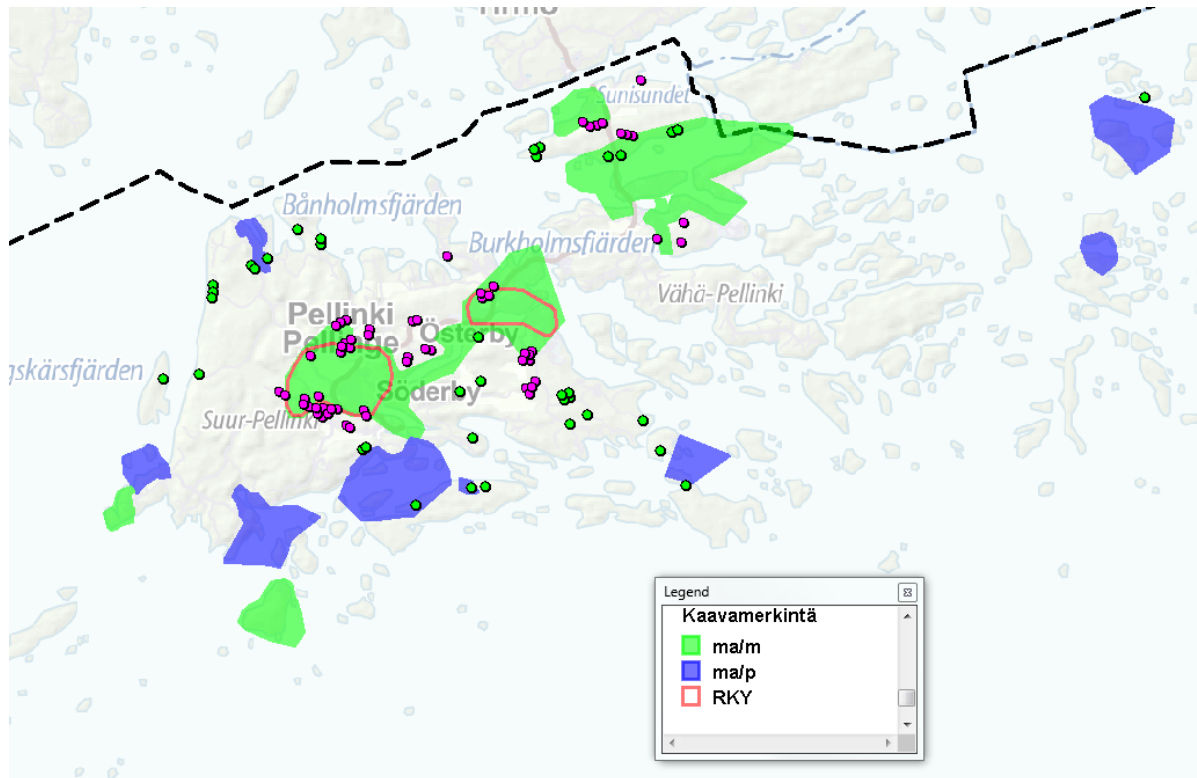 Sunisundet
Bånholmsfjärden
Burkholmsfjärden
Vähä-Pellinki
Pellinki
Pellinge
Österby
gskärsfjärden
Söderby
Suur-Pellinki
Legend
Kaavamerkintä
ma/m
ma/p
RKY